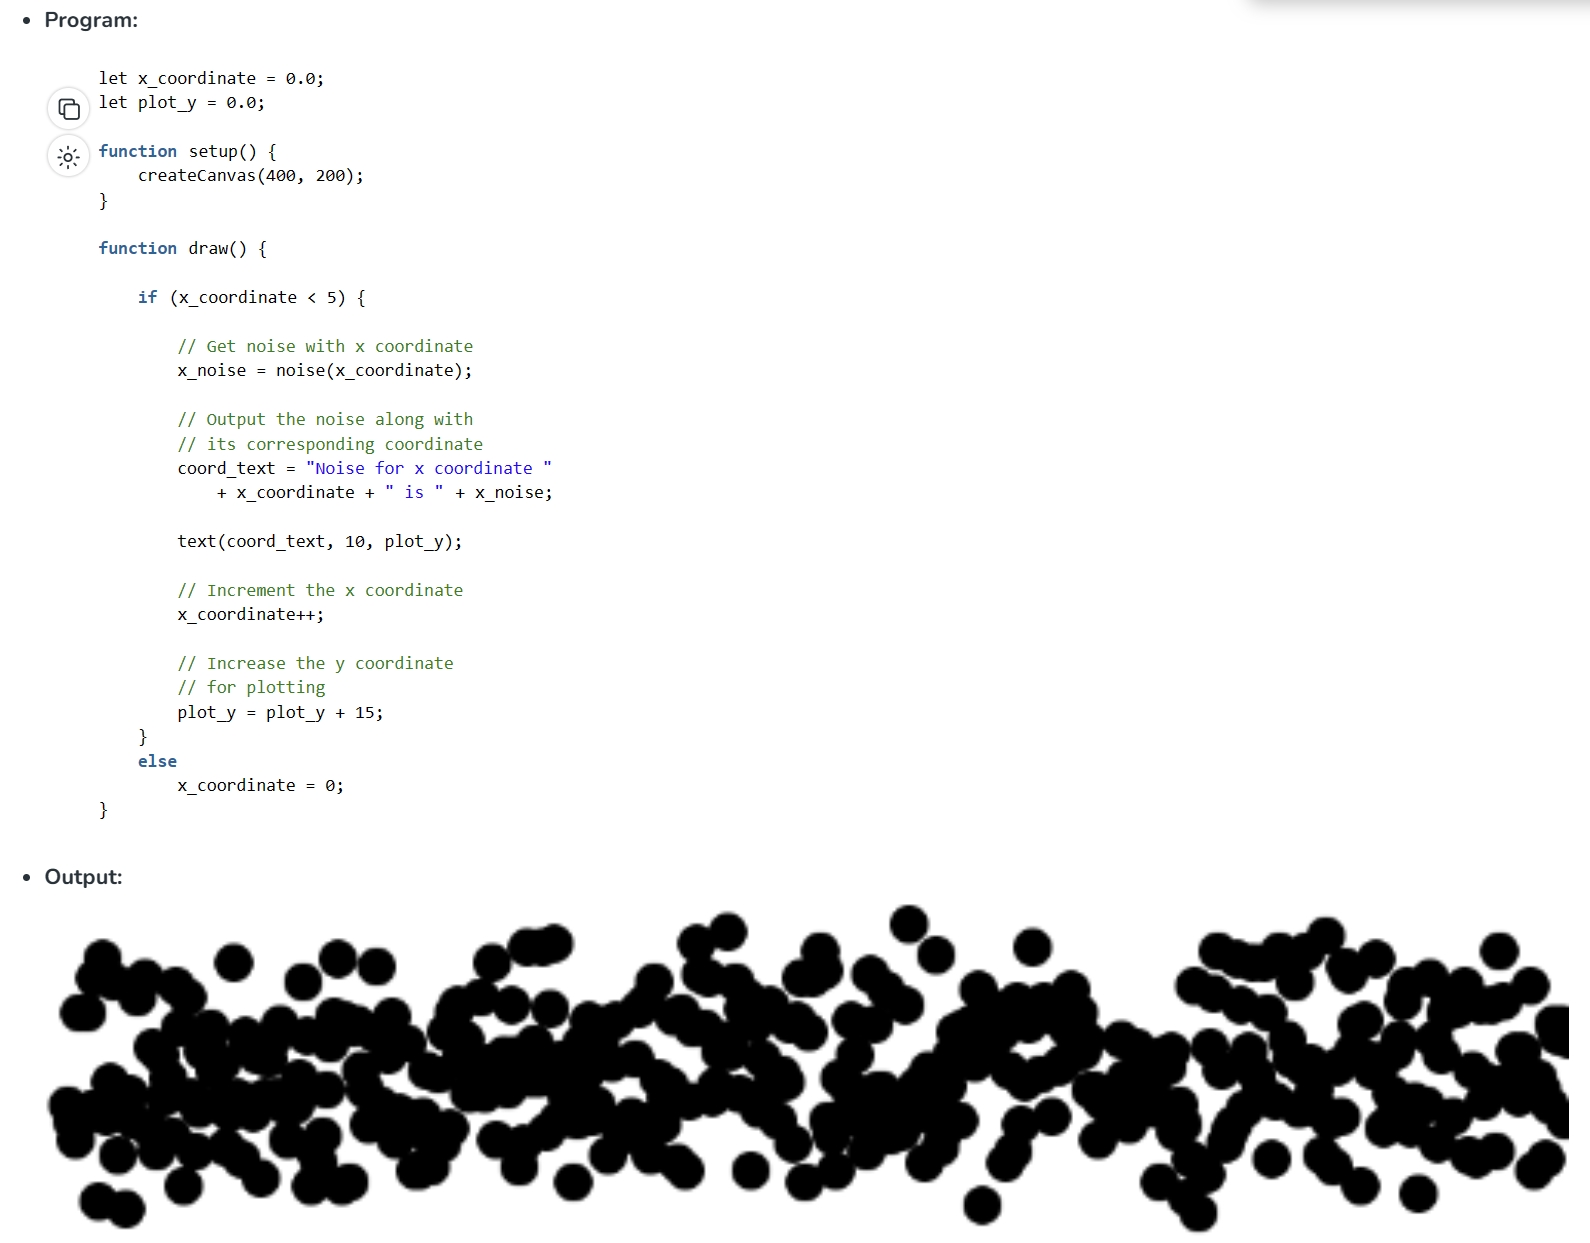 • Program:
let x_coordinate = 0.0;
let plot_y = 0.0;
function setup() {
    createCanvas(400, 200);
}
function draw() {
    if (x_coordinate < 5) {
        // Get noise with x coordinate
        x_noise = noise(x_coordinate);
        // Output the noise along with
        // its corresponding coordinate
        coord_text = "Noise for x coordinate "
            + x_coordinate + " is " + x_noise;
        text(coord_text, 10, plot_y);
        // Increment the x coordinate
        x_coordinate++;
        // Increase the y coordinate
        // for plotting
        plot_y = plot_y + 15;
    }
    else
        x_coordinate = 0;
}
• Output: